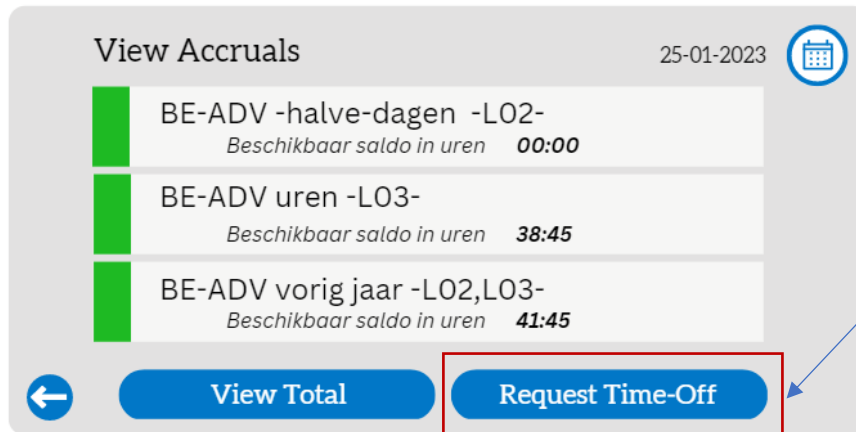 View Accruals 25-01-2023
BE-ADV -halve-dagen -L02-
Beschikbaar saldo in uren 00:00
BE-ADV uren -L03-
Beschikbaar saldo in uren 38:45
BE-ADV vorig jaar -L02,L03-
Beschikbaar saldo in uren 41:45
View Total Request Time-Off